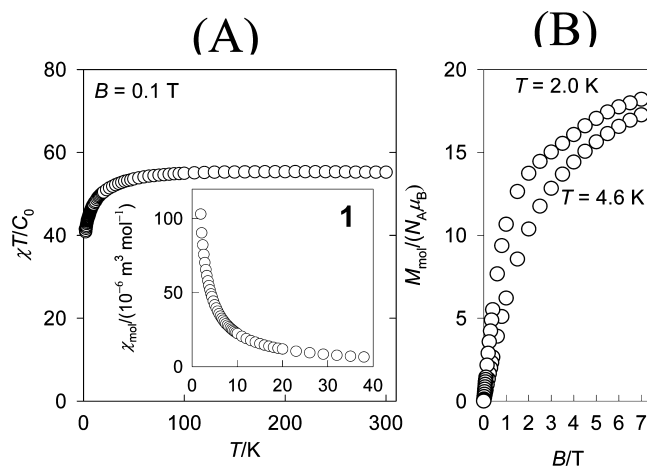 (A)
(B)
B = 0.1 T
1
χT/C₀
T/K
0
20
40
60
80
0
100
200
300
χmol/(10⁻⁶ m³ mol⁻¹)
0
50
100
0
10
20
30
40
T = 2.0 K
T = 4.6 K
Mmol/(NAμB)
0
5
10
15
20
0 1 2 3 4 5 6 7
B/T